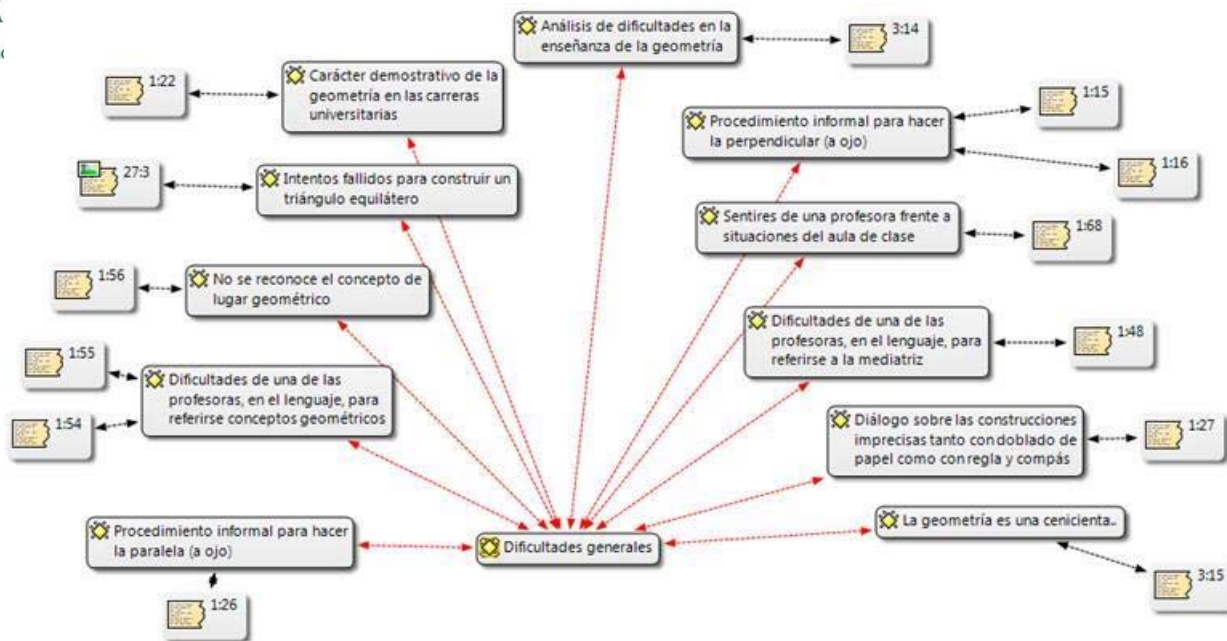 Análisis de dificultades en la
enseñanza de la geometría
3:14
1:22
Carácter demostrativo de la
geometría en las carreras
universitarias
Procedimiento informal para hacer
la perpendicular (a ojo)
1:15
1:16
27:3
Intentos fallidos para construir un
triángulo equilátero
Sentires de una profesora frente a
situaciones del aula de clase
1:68
1:56
No se reconoce el concepto de
lugar geométrico
Dificultades de una de las
profesoras, en el lenguaje, para
referirse a la mediatriz
1:48
1:55
1:54
Dificultades de una de las
profesoras, en el lenguaje, para
referirse conceptos geométricos
Diálogo sobre las construcciones
imprecisas tanto con doblado de
papel como con regla y compás
1:27
Procedimiento informal para hacer
la paralela (a ojo)
1:26
Dificultades generales
La geometría es una cenicienta..
3:15